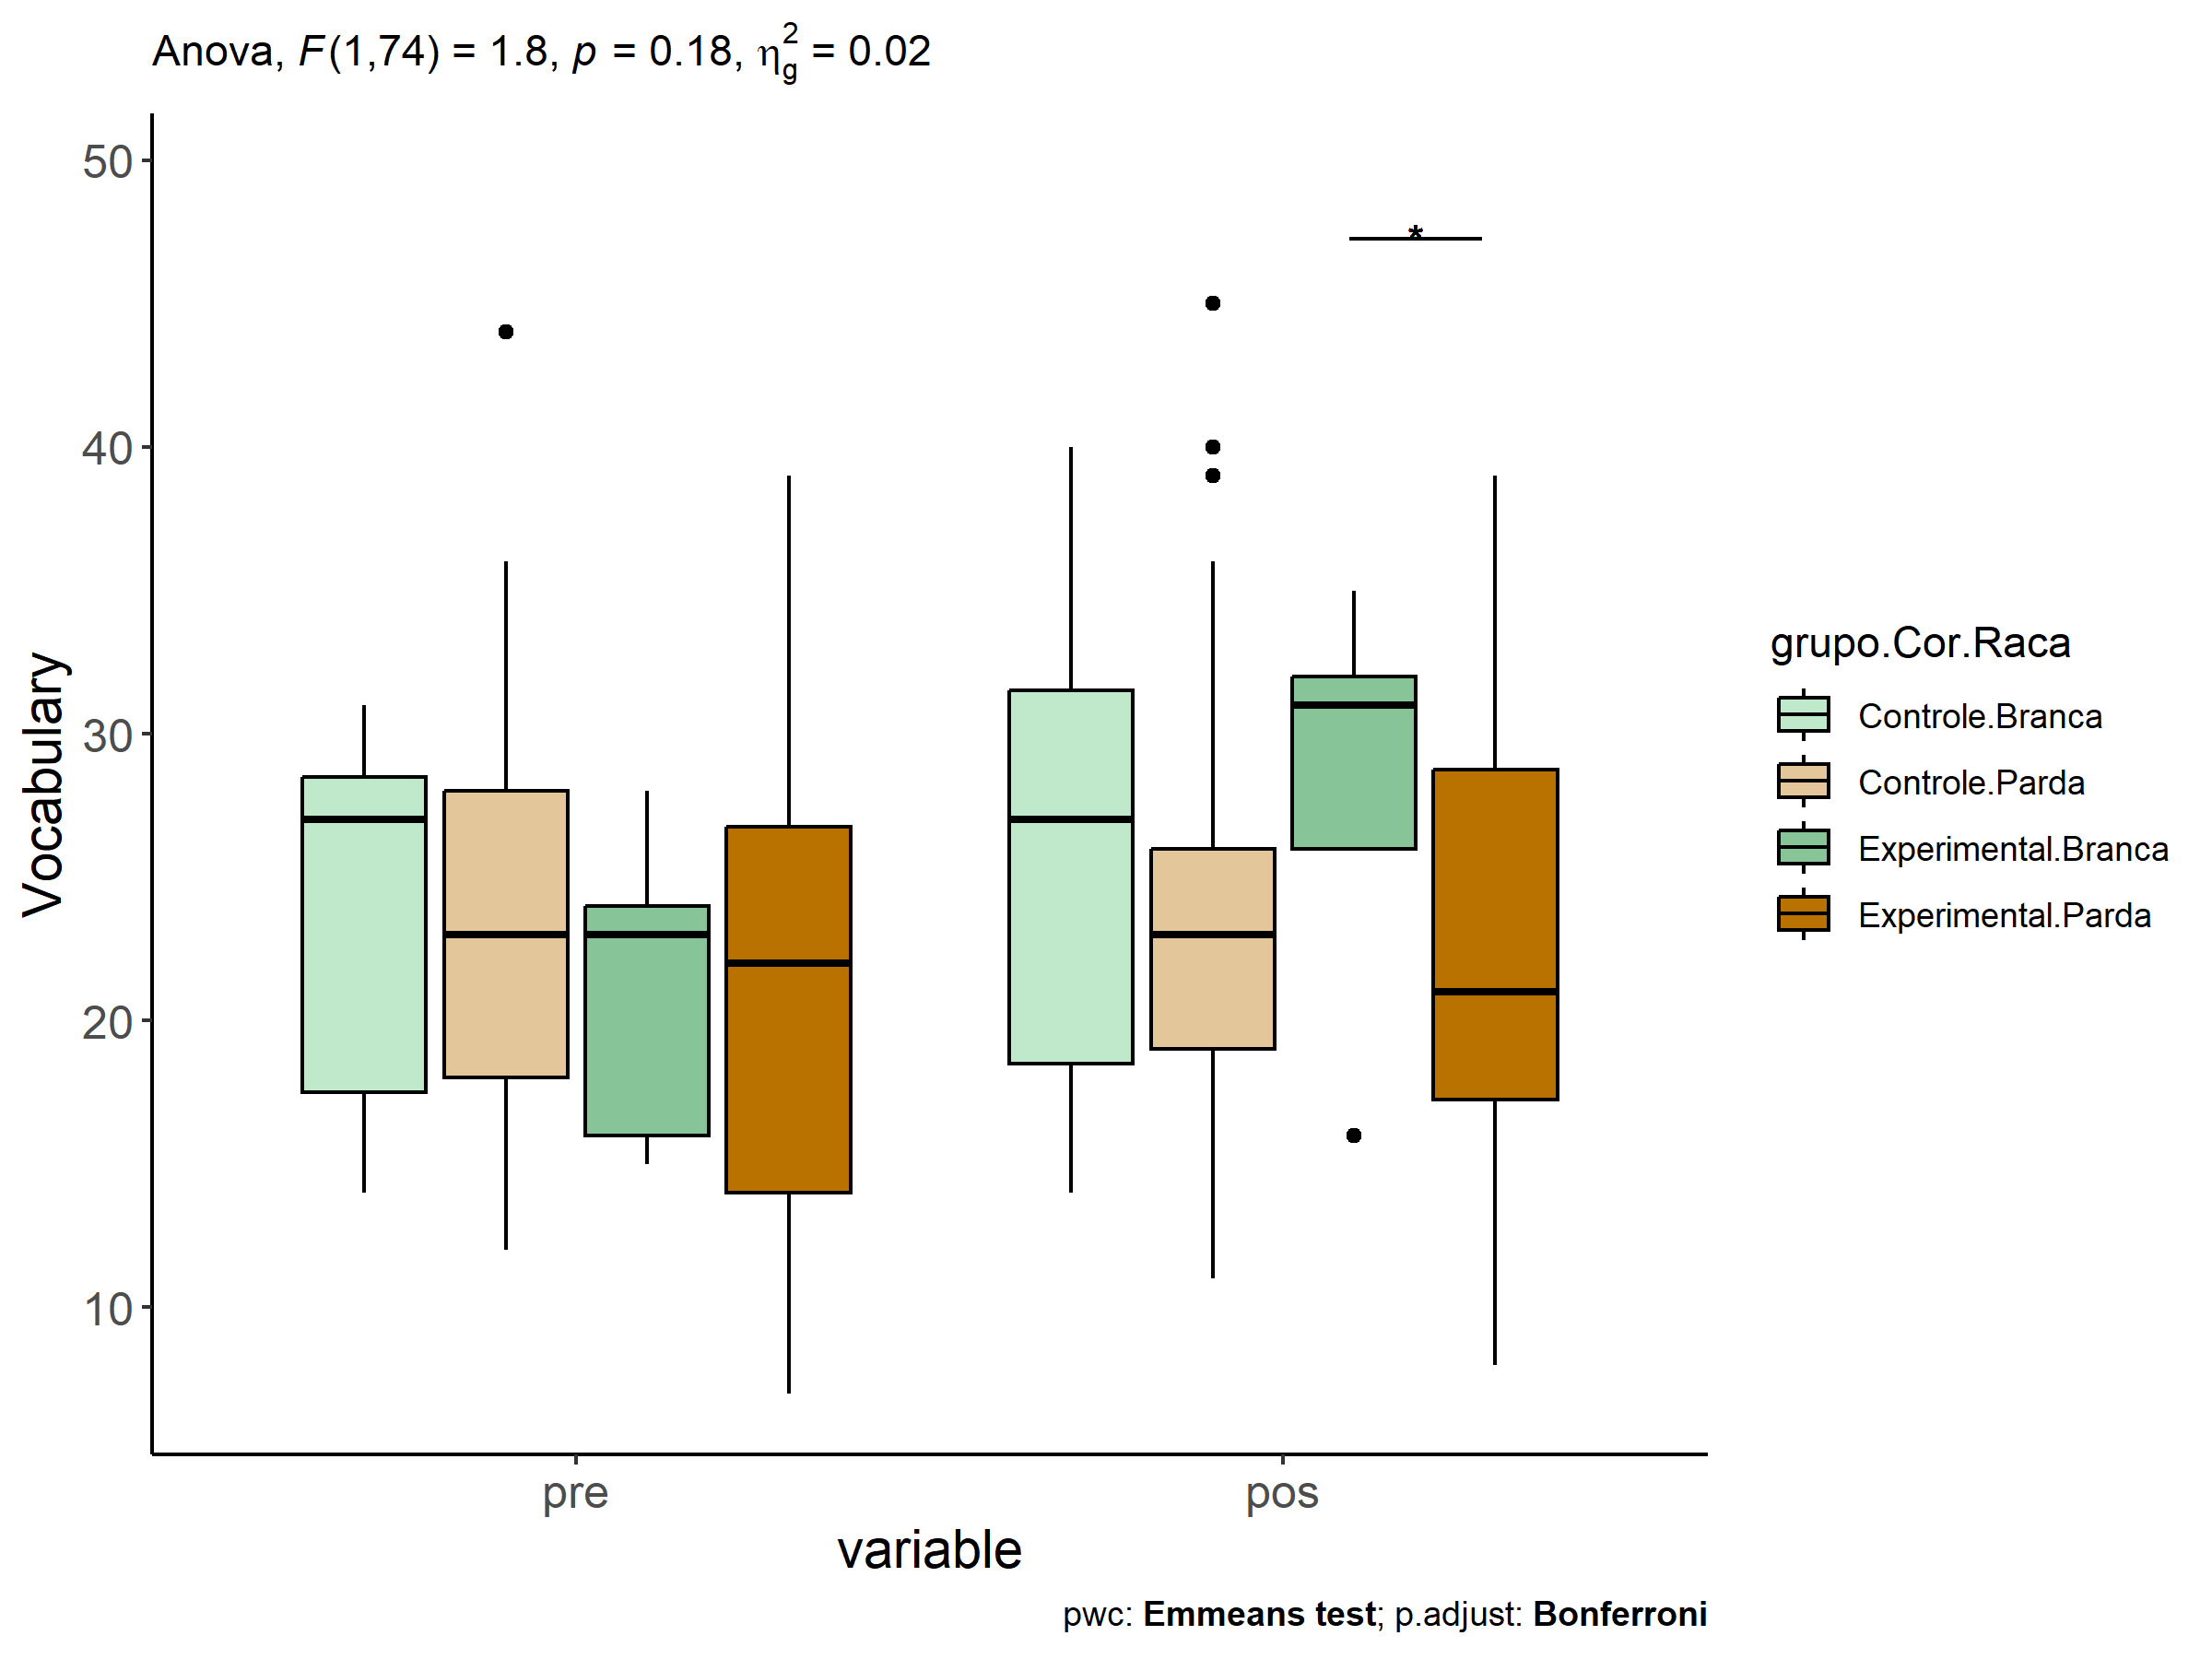 Anova, F(1,74) = 1.8, p = 0.18, η²g = 0.02
50
40
30
20
10
Vocabulary
*
pre
pos
variable
grupo.Cor.Raca
Controle.Branca
Controle.Parda
Experimental.Branca
Experimental.Parda
pwc: Emmeans test; p.adjust: Bonferroni